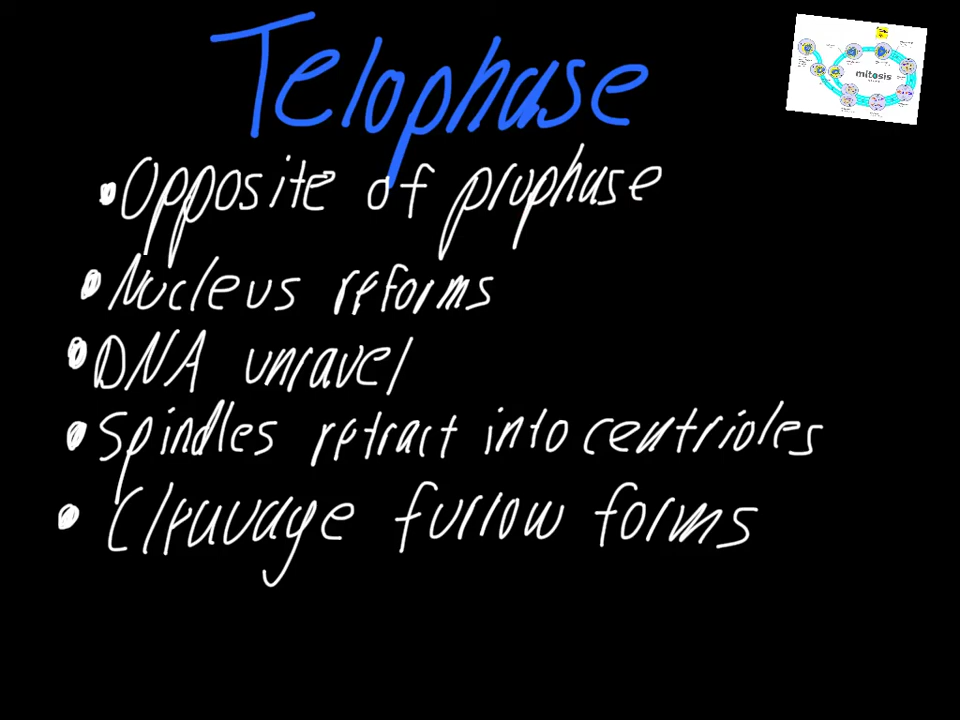 Telophase
mitosis
• Opposite of prophase
• Nucleus reforms
• DNA unravel
• Spindles retract into centrioles
• Cleavage furrow forms